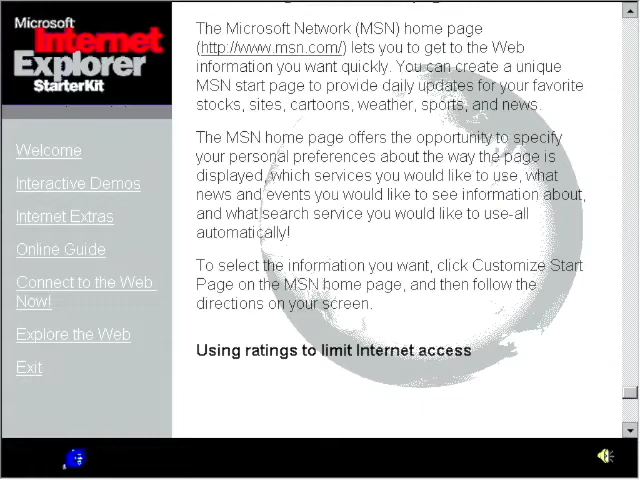 Microsoft
Internet
Explorer
StarterKit
Welcome
Interactive Demos
Internet Extras
Online Guide
Connect to the Web
Now!
Explore the Web
Exit
The Microsoft Network (MSN) home page
(http://www.msn.com/) lets you to get to the Web
information you want quickly. You can create a unique
MSN start page to provide daily updates for your favorite
stocks, sites, cartoons, weather, sports, and news.
The MSN home page offers the opportunity to specify
your personal preferences about the way the page is
displayed, which services you would like to use, what
news and events you would like to see information about,
and what search service you would like to use-all
automatically!
To select the information you want, click Customize Start
Page on the MSN home page, and then follow the
directions on your screen.
Using ratings to limit Internet access